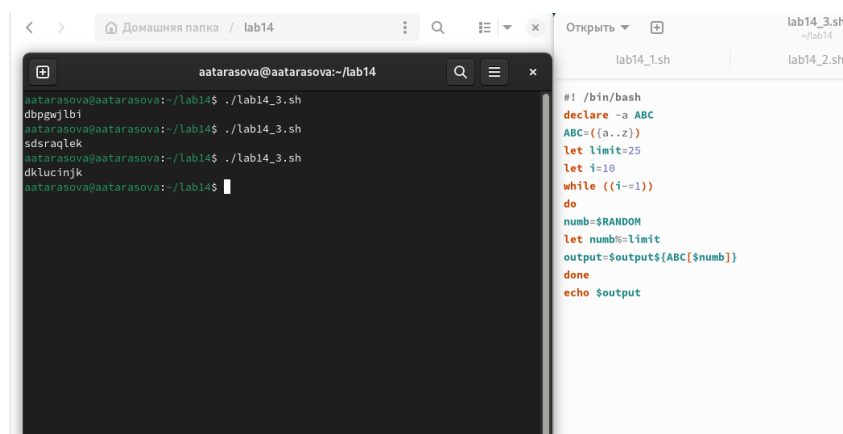 Домашняя папка / lab14
aatarasova@aatarasova:~/lab14
aatarasova@aatarasova:~/lab14$ ./lab14_3.sh
dbpgwjlbi
aatarasova@aatarasova:~/lab14$ ./lab14_3.sh
sdsraqlek
aatarasova@aatarasova:~/lab14$ ./lab14_3.sh
dklucinjk
aatarasova@aatarasova:~/lab14$
Открыть
lab14_3.sh
~/lab14
lab14_1.sh
lab14_2.sh
#! /bin/bash
declare -a ABC
ABC=({a..z})
let limit=25
let i=10
while ((i-=1))
do
numb=$RANDOM
let numb%=limit
output=$output${ABC[$numb]}
done
echo $output